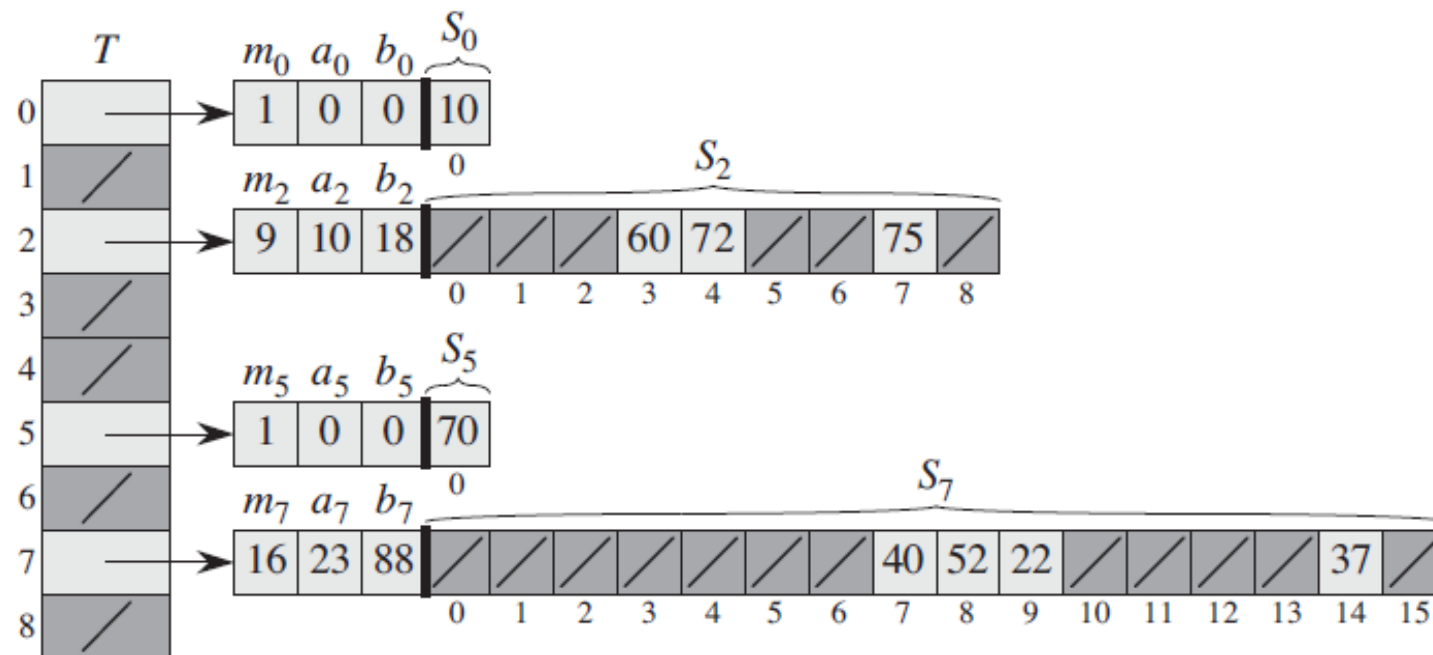 T
S₀
m₀ a₀ b₀
0 1 0 0 10
0
1
S₂
m₂ a₂ b₂
2 9 10 18 60 72 75
0 1 2 3 4 5 6 7 8
3
4
S₅
m₅ a₅ b₅
5 1 0 0 70
0
6
S₇
m₇ a₇ b₇
7 16 23 88 40 52 22 37
0 1 2 3 4 5 6 7 8 9 10 11 12 13 14 15
8